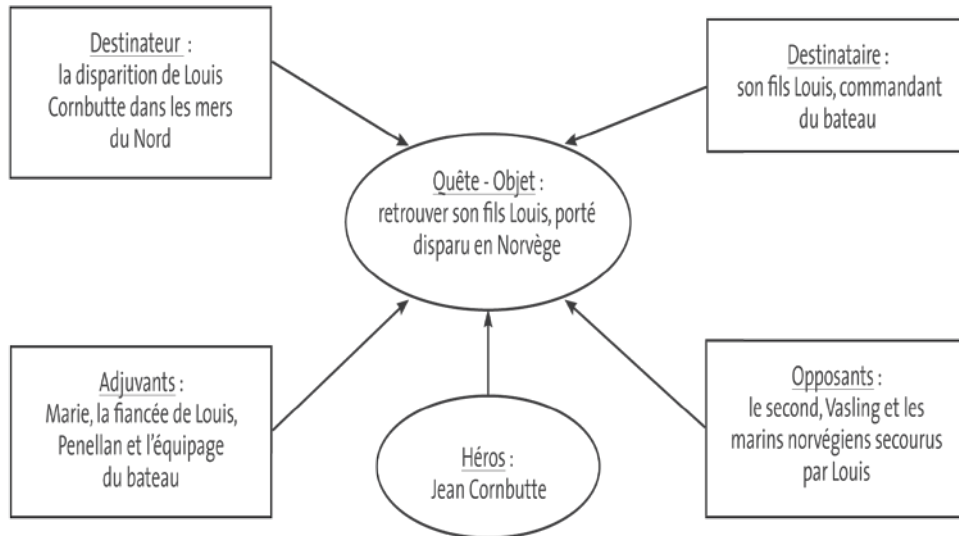 Destinateur :
la disparition de Louis
Cornbutte dans les mers
du Nord
Destinataire :
son fils Louis, commandant
du bateau
Quête - Objet :
retrouver son fils Louis, porté
disparu en Norvège
Adjuvants :
Marie, la fiancée de Louis,
Penellan et l'équipage
du bateau
Héros :
Jean Cornbutte
Opposants :
le second, Vasling et les
marins norvégiens secourus
par Louis